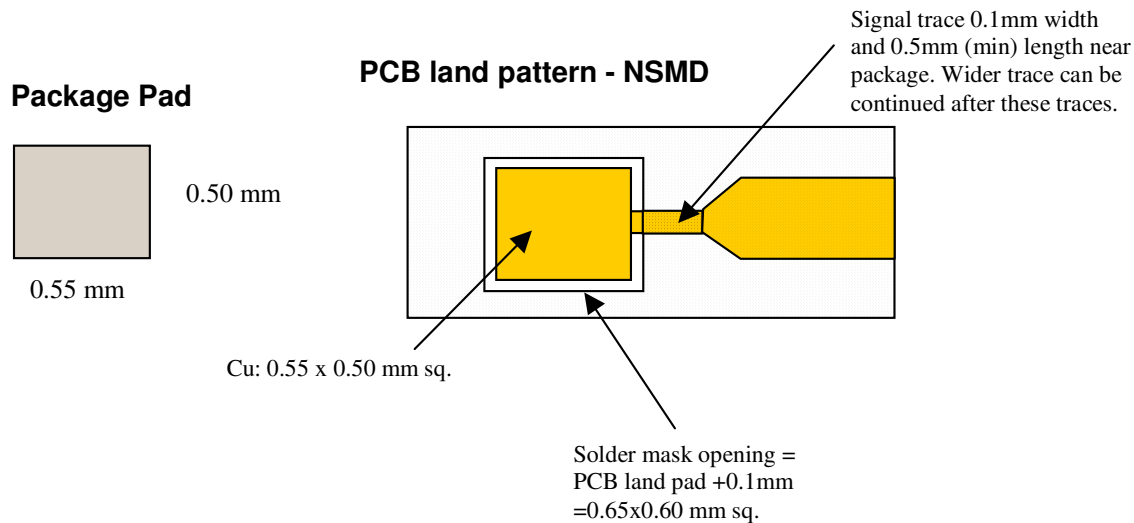 Signal trace 0.1mm width
and 0.5mm (min) length near
package. Wider trace can be
continued after these traces.
PCB land pattern - NSMD
Package Pad
0.50 mm
0.55 mm
Cu: 0.55 x 0.50 mm sq.
Solder mask opening =
PCB land pad +0.1mm
=0.65x0.60 mm sq.